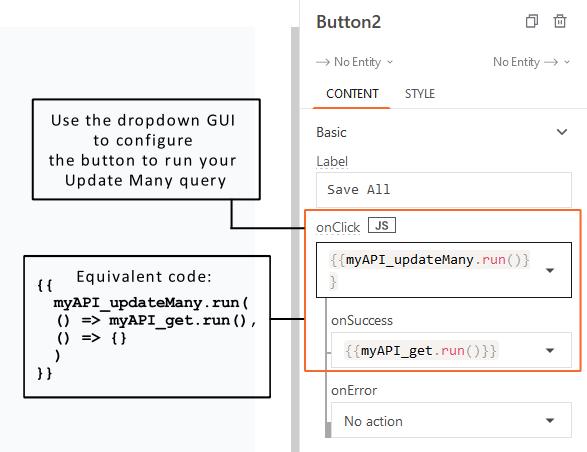 Button2
No Entity
No Entity
CONTENT
STYLE
Use the dropdown GUI
to configure
the button to run your
Update Many query
Basic
Label
Save All
onClick JS
{{myAPI_updateMany.run()}
}
Equivalent code:
{{
myAPI_updateMany.run(
() => myAPI_get.run(),
() => {}
)
}}
onSuccess
{{myAPI_get.run()}}
onError
No action